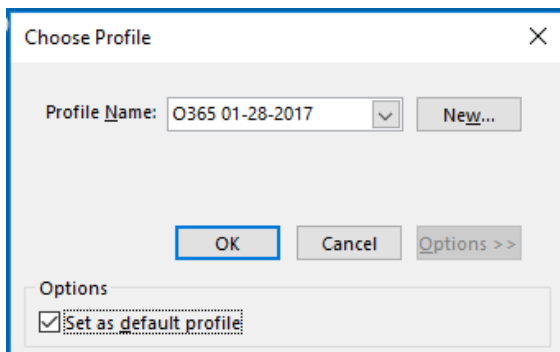 Choose Profile
Profile Name: O365 01-28-2017 New...
OK Cancel Options >>
Options
Set as default profile